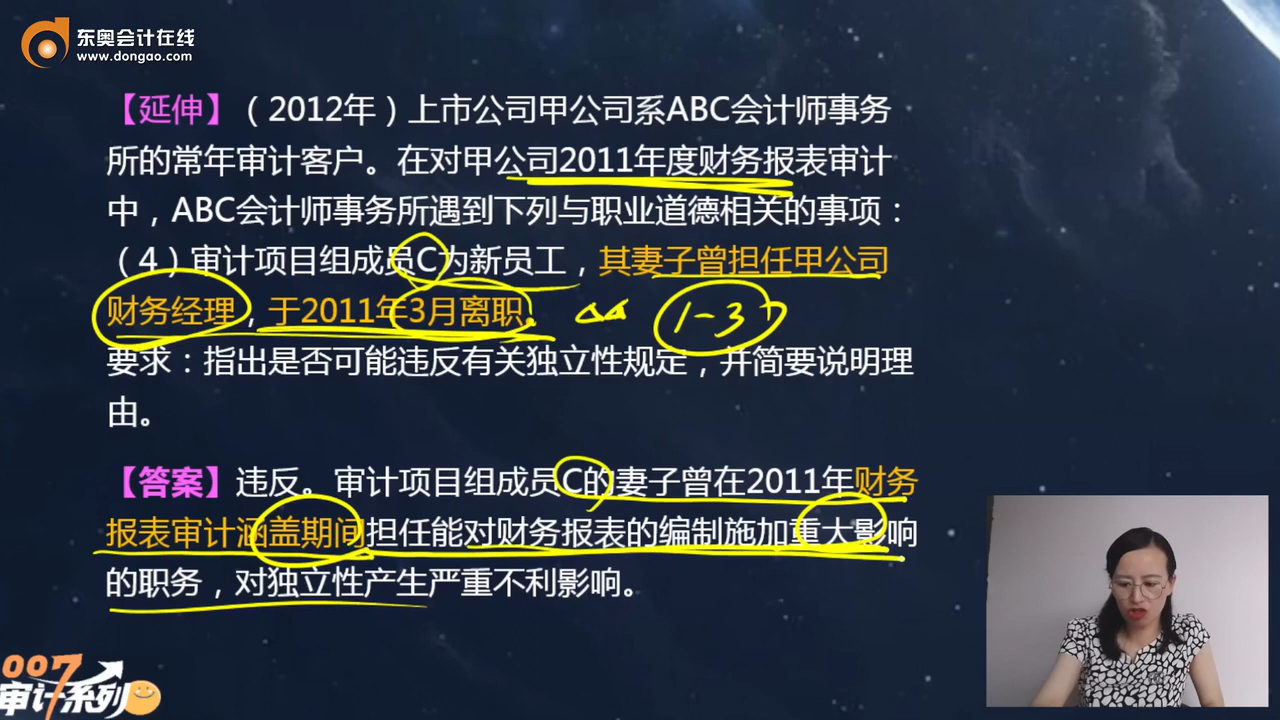 东奥会计在线
www.dongao.com
【延伸】（2012年）上市公司甲公司系ABC会计师事务
所的常年审计客户。在对甲公司2011年度财务报表审计
中，ABC会计师事务所遇到下列与职业道德相关的事项：
（4）审计项目组成员C为新员工，其妻子曾担任甲公司
财务经理，于2011年3月离职。 1-3
要求：指出是否可能违反有关独立性规定，并简要说明理
由。
【答案】违反。审计项目组成员C的妻子曾在2011年财务
报表审计涵盖期间担任能对财务报表的编制施加重大影响
的职务，对独立性产生严重不利影响。
007
审计系列